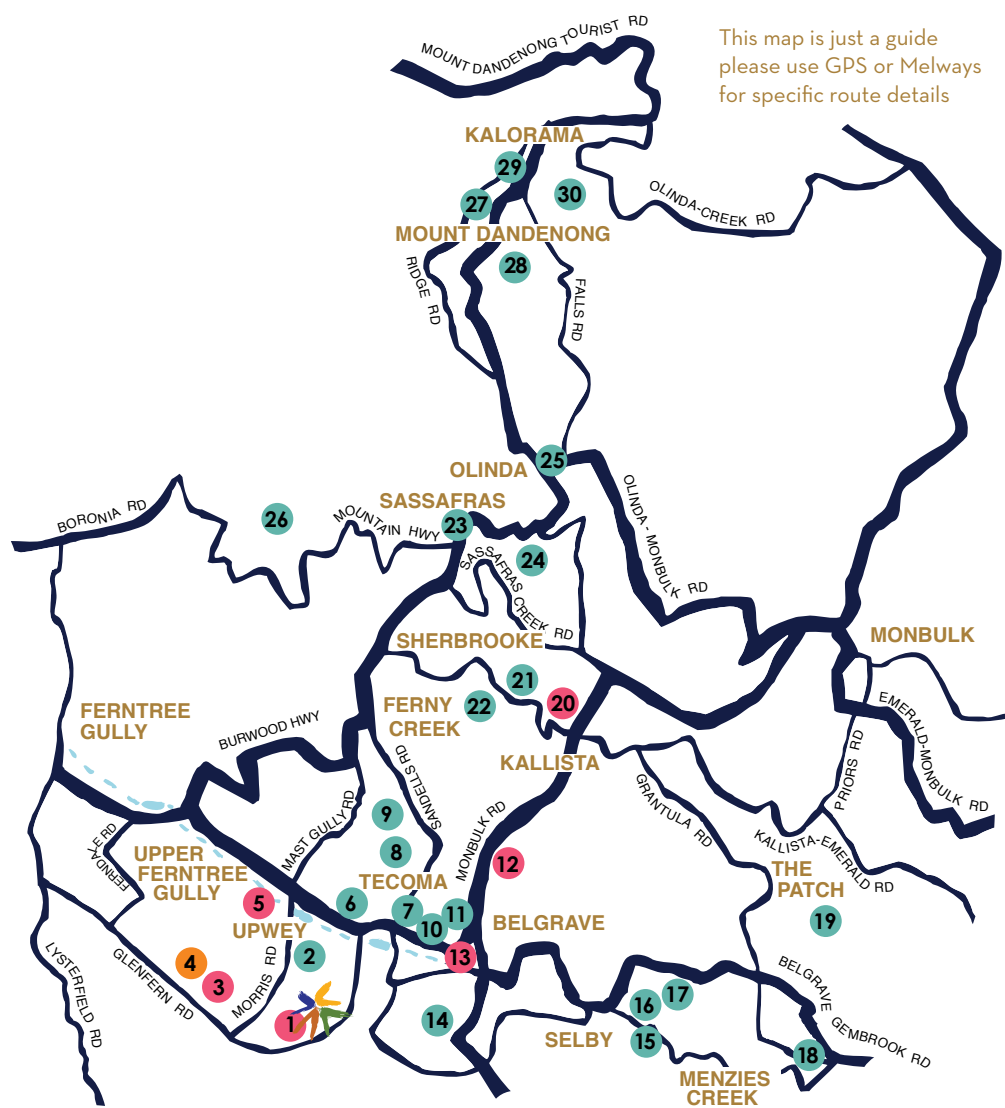 MOUNT DANDENONG TOURIST RD
This map is just a guide
please use GPS or Melways
for specific route details
KALORAMA
29
30
27
OLINDA-CREEK RD
MOUNT DANDENONG
28
RIDGE RD
FALLS RD
OLINDA
25
SASSAFRAS
BORONIA RD
26
MOUNTAIN HWY
23
24
SASSAFRAS CREEK RD
OLINDA - MONBULK RD
SHERBROOKE
MONBULK
21
20
22
FERNTREE
GULLY
FERNY
CREEK
BURWOOD HWY
KALLISTA
EMERALD-MONBULK RD
PRIORS RD
SANDELLS RD
GRANTULA RD
MAST GULLY RD
9
MONBULK RD
KALLISTA-EMERALD RD
FERNDALE RD
UPPER
FERNTREE
GULLY
8
12
TECOMA
THE
PATCH
5
6
7
10
11
BELGRAVE
19
UPWEY
2
13
4
3
LYSTERFIELD RD
GLENFERN RD
MORRIS RD
1
14
16
17
BELGRAVE GEMBROOK RD
SELBY
15
18
MENZIES
CREEK